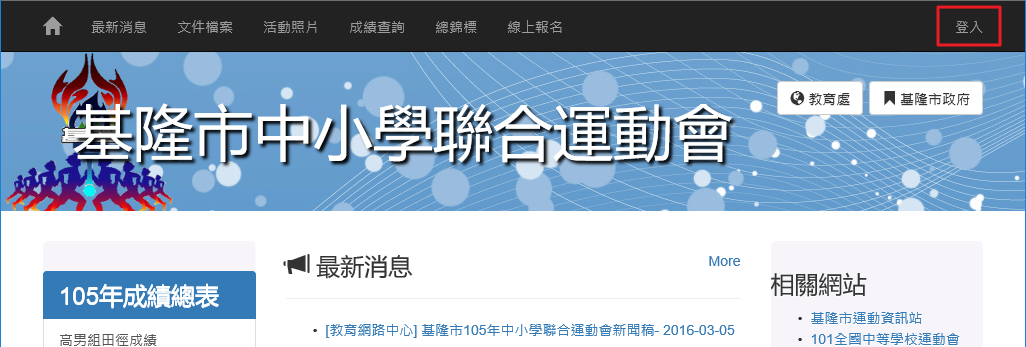 最新消息 文件檔案 活動照片 成績查詢 總錦標 線上報名 登入
教育處 基隆市政府
基隆市中小學聯合運動會
105年成績總表
高男組田徑成績
最新消息 More
[教育網路中心] 基隆市105年中小學聯合運動會新聞稿- 2016-03-05
相關網站
基隆市運動資訊站
101全國中等學校運動會